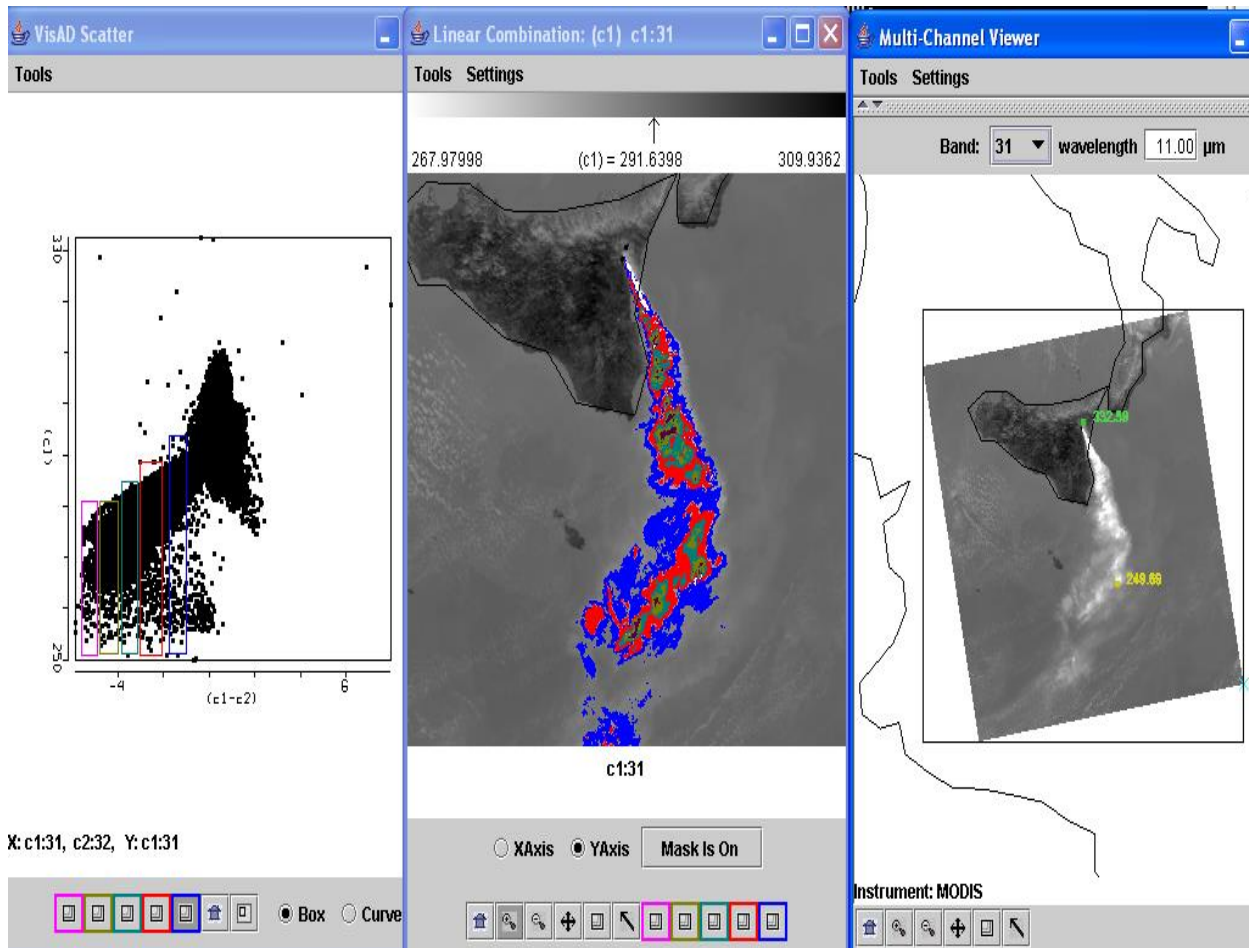 VisAD Scatter
Tools
330
(c1)
250
-4
6
(c1-c2)
X: c1:31, c2:32, Y: c1:31
Box
Curve
Linear Combination: (c1) c1:31
Tools Settings
267.97998
(c1) = 291.6398
309.9362
c1:31
XAxis
YAxis
Mask Is On
Multi-Channel Viewer
Tools Settings
Band:
31
wavelength
11.00
µm
332.59
249.69
Instrument: MODIS